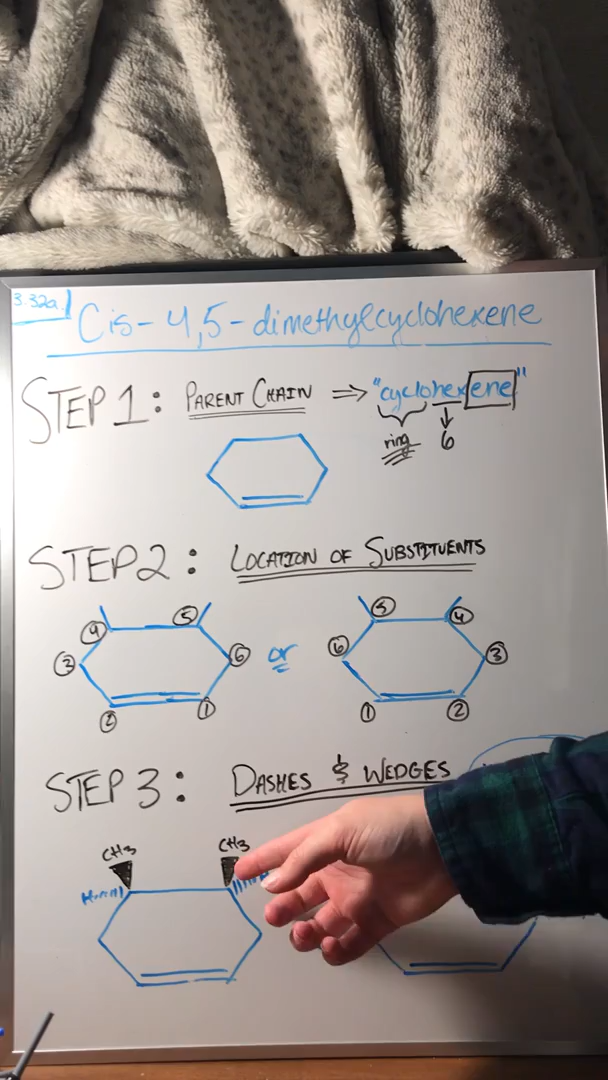 3.32a.
Cis-4,5-dimethylcyclohexene
STEP 1: PARENT CHAIN ⇒ "cyclohexene"
ring 6
STEP 2: LOCATION OF SUBSTITUENTS
4 5 3 6 2 1 or 5 4 6 3 1 2
STEP 3: DASHES & WEDGES
CH3 CH3
H